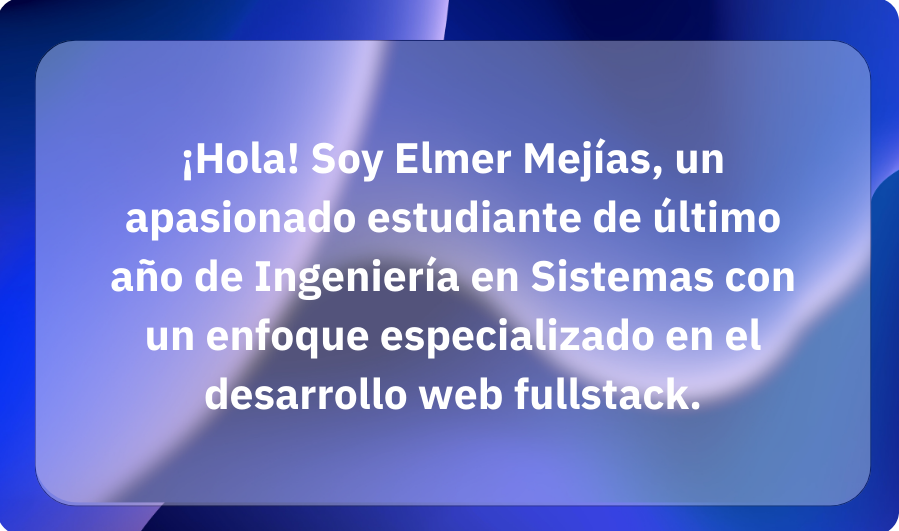 ¡Hola! Soy Elmer Mejías, un
apasionado estudiante de último
año de Ingeniería en Sistemas con
un enfoque especializado en el
desarrollo web fullstack.